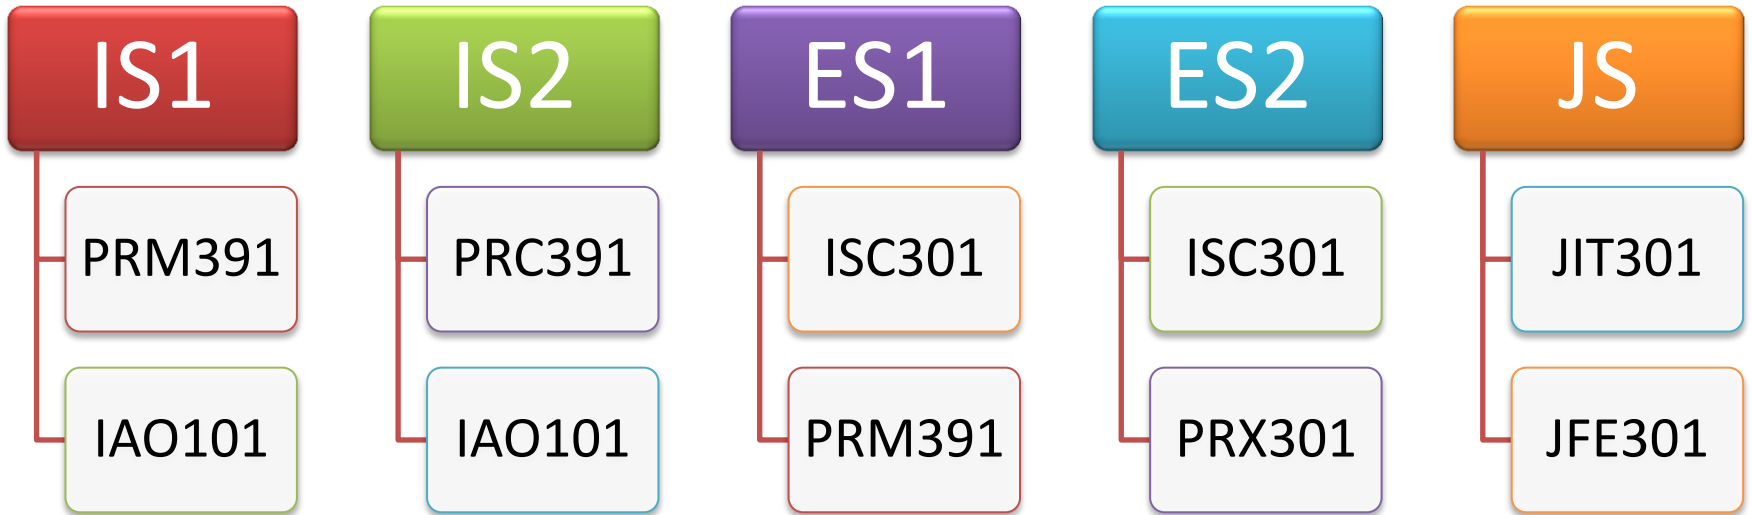 IS1
PRM391
IAO101
IS2
PRC391
IAO101
ES1
ISC301
PRM391
ES2
ISC301
PRX301
JS
JIT301
JFE301